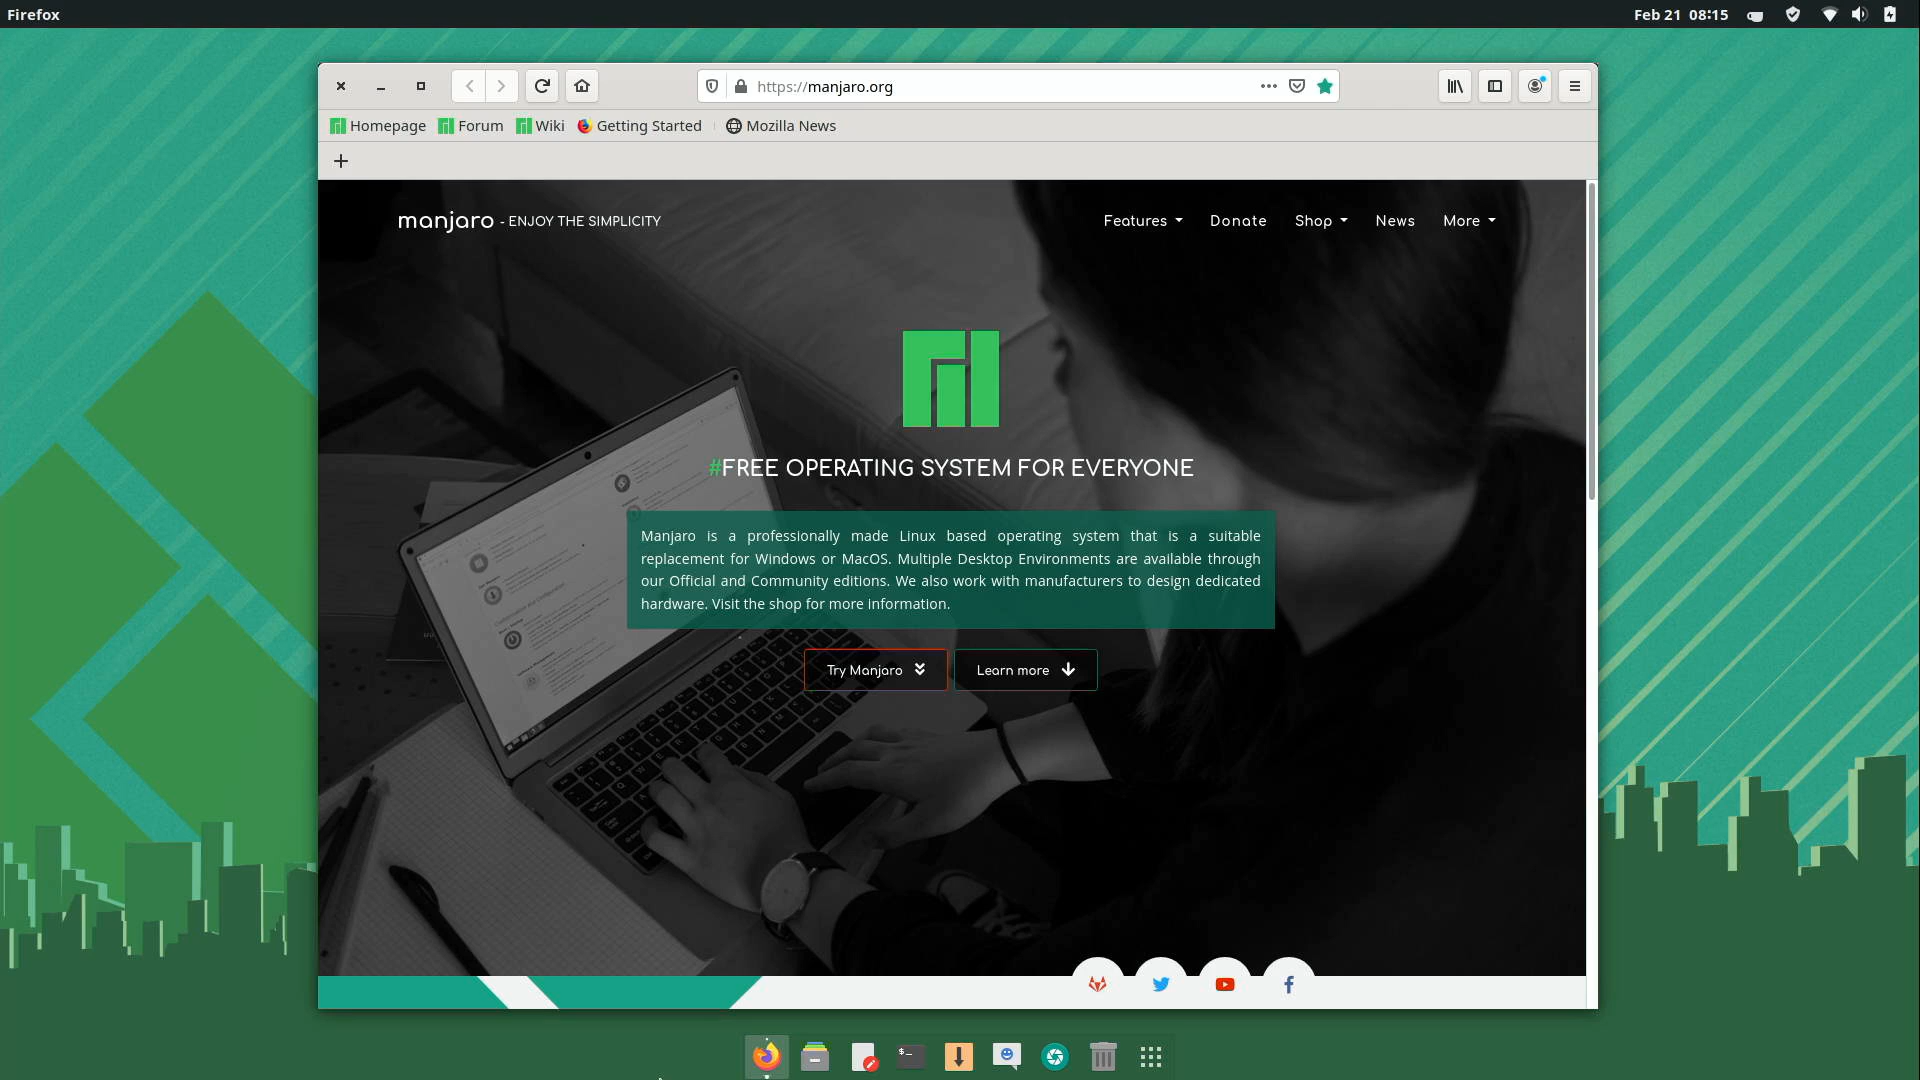 Firefox
Feb 21 08:15
https://manjaro.org
Homepage Forum Wiki Getting Started Mozilla News
manjaro - ENJOY THE SIMPLICITY
Features Donate Shop News More
#FREE OPERATING SYSTEM FOR EVERYONE
Manjaro is a professionally made Linux based operating system that is a suitable
replacement for Windows or MacOS. Multiple Desktop Environments are available through
our Official and Community editions. We also work with manufacturers to design dedicated
hardware. Visit the shop for more information.
Try Manjaro Learn more
$-